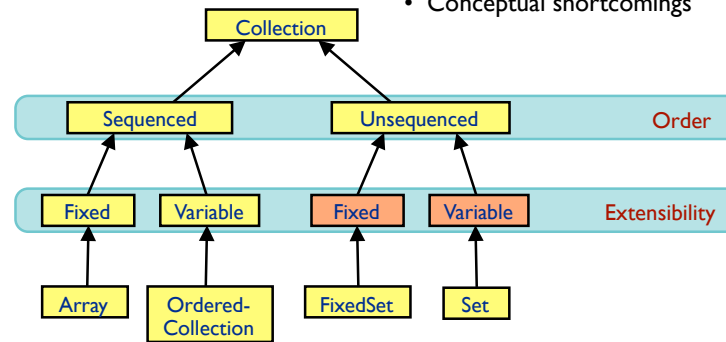 • Conceptual shortcomings
Collection
Sequenced
Unsequenced
Order
Fixed
Variable
Fixed
Variable
Extensibility
Array
Ordered-
Collection
FixedSet
Set